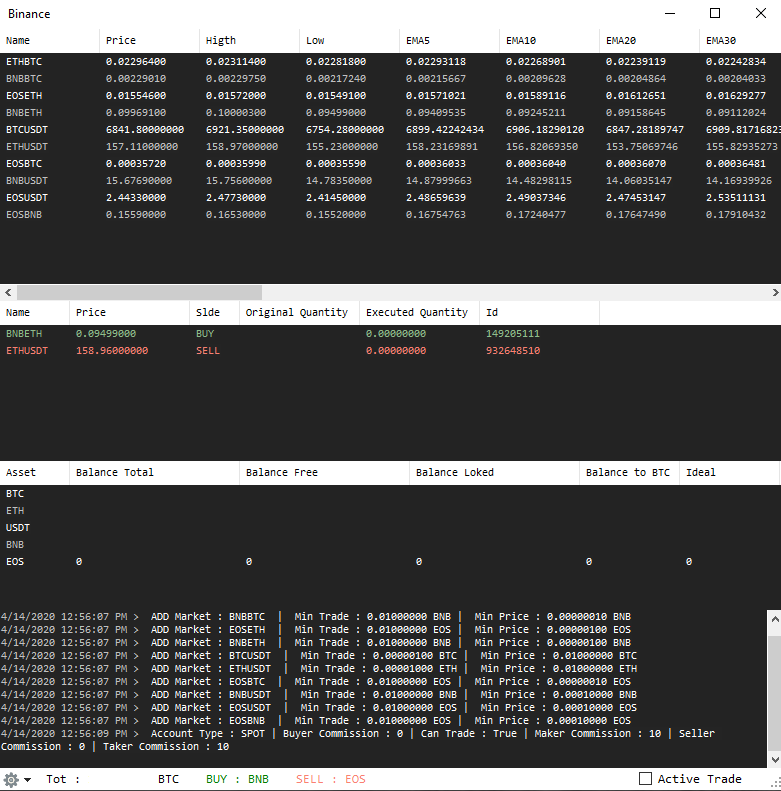 Binance
Name Price Higth Low EMA5 EMA10 EMA20 EMA30
ETHBTC 0.02296400 0.02311400 0.02281800 0.02293118 0.02268901 0.02239119 0.02242834
BNBBTC 0.00229010 0.00229750 0.00217240 0.00215667 0.00209628 0.00204864 0.00204033
EOSETH 0.01554600 0.01572000 0.01549100 0.01571021 0.01589116 0.01612651 0.01629277
BNBETH 0.09969100 0.10000300 0.09499000 0.09409535 0.09245211 0.09158645 0.09112024
BTCUSDT 6841.80000000 6921.35000000 6754.28000000 6899.42242434 6906.18290120 6847.28189747 6909.8171682
ETHUSDT 157.11000000 158.97000000 155.23000000 158.23169891 156.82069350 153.75069746 155.82935273
EOSBTC 0.00035720 0.00035990 0.00035590 0.00036033 0.00036040 0.00036070 0.00036481
BNBUSDT 15.67690000 15.75600000 14.78350000 14.87999663 14.48298115 14.06035147 14.16939926
EOSUSDT 2.44330000 2.47730000 2.41450000 2.48659639 2.49037346 2.47453147 2.53511131
EOSBNB 0.15590000 0.16530000 0.15520000 0.16754763 0.17240477 0.17647490 0.17910432
Name Price Slde Original Quantity Executed Quantity Id
BNBETH 0.09499000 BUY 0.00000000 149205111
ETHUSDT 158.96000000 SELL 0.00000000 932648510
Asset Balance Total Balance Free Balance Loked Balance to BTC Ideal
BTC
ETH
USDT
BNB
EOS 0 0 0 0 0
4/14/2020 12:56:07 PM > ADD Market : BNBBTC | Min Trade : 0.01000000 BNB | Min Price : 0.00000010 BNB
4/14/2020 12:56:07 PM > ADD Market : EOSETH | Min Trade : 0.01000000 EOS | Min Price : 0.00000100 EOS
4/14/2020 12:56:07 PM > ADD Market : BNBETH | Min Trade : 0.01000000 BNB | Min Price : 0.00000100 BNB
4/14/2020 12:56:07 PM > ADD Market : BTCUSDT | Min Trade : 0.00000100 BTC | Min Price : 0.01000000 BTC
4/14/2020 12:56:07 PM > ADD Market : ETHUSDT | Min Trade : 0.00001000 ETH | Min Price : 0.01000000 ETH
4/14/2020 12:56:07 PM > ADD Market : EOSBTC | Min Trade : 0.01000000 EOS | Min Price : 0.00000010 EOS
4/14/2020 12:56:07 PM > ADD Market : BNBUSDT | Min Trade : 0.01000000 BNB | Min Price : 0.00010000 BNB
4/14/2020 12:56:07 PM > ADD Market : EOSUSDT | Min Trade : 0.01000000 EOS | Min Price : 0.00010000 EOS
4/14/2020 12:56:07 PM > ADD Market : EOSBNB | Min Trade : 0.01000000 EOS | Min Price : 0.00010000 EOS
4/14/2020 12:56:09 PM > Account Type : SPOT | Buyer Commission : 0 | Can Trade : True | Maker Commission : 10 | Seller
Commission : 0 | Taker Commission : 10
Tot : BTC BUY : BNB SELL : EOS Active Trade